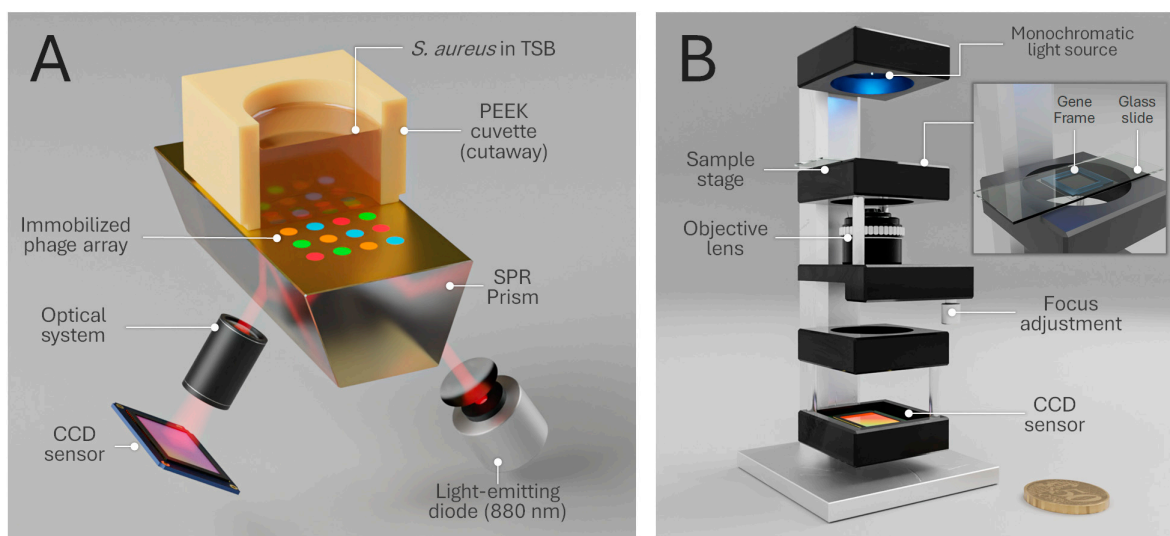 A
S. aureus in TSB
PEEK
cuvette
(cutaway)
Immobilized
phage array
SPR
Prism
Optical
system
CCD
sensor
Light-emitting
diode (880 nm)
B
Monochromatic
light source
Gene
Frame
Glass
slide
Sample
stage
Objective
lens
Focus
adjustment
CCD
sensor